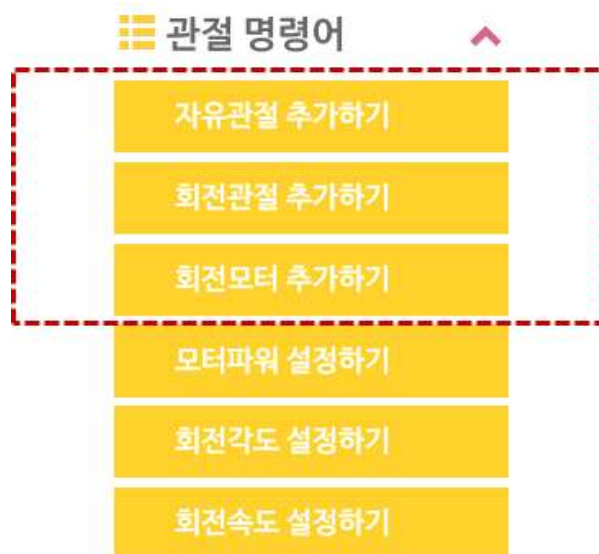 관절 명령어
자유관절 추가하기
회전관절 추가하기
회전모터 추가하기
모터파워 설정하기
회전각도 설정하기
회전속도 설정하기